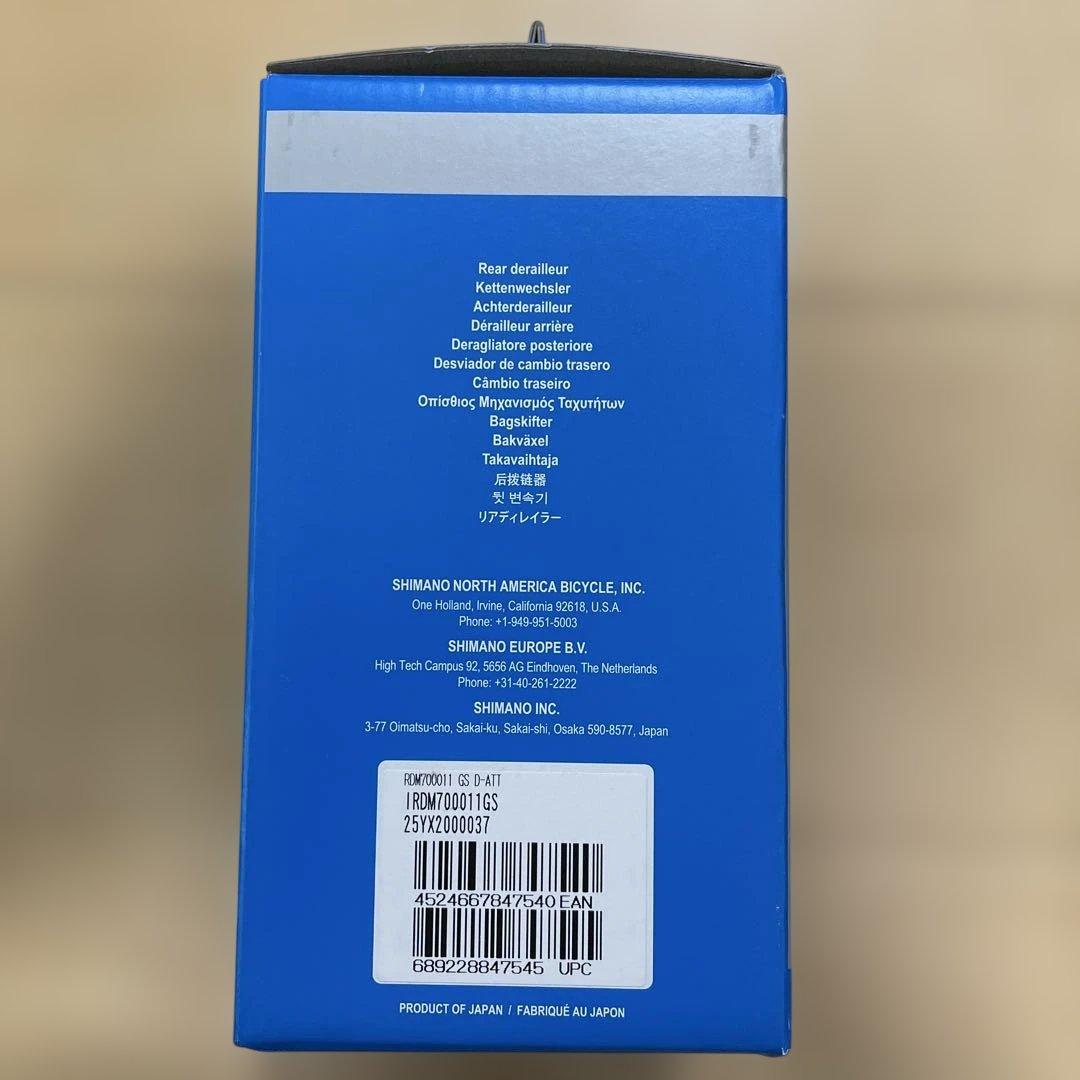 Rear derailleur
Kettenwechsler
Achterderailleur
Dérailleur arrière
Deragliatore posteriore
Desviador de cambio trasero
Câmbio traseiro
Οπίσθιος Μηχανισμός Ταχυτήτων
Bagskifter
Bakväxel
Takavaihtaja
后拨链器
뒷 변속기
リアディレイラー
SHIMANO NORTH AMERICA BICYCLE, INC.
One Holland, Irvine, California 92618, U.S.A.
Phone: +1-949-951-5003
SHIMANO EUROPE B.V.
High Tech Campus 92, 5656 AG Eindhoven, The Netherlands
Phone: +31-40-261-2222
SHIMANO INC.
3-77 Oimatsu-cho, Sakai-ku, Sakai-shi, Osaka 590-8577, Japan
RDM700011 GS D-ATT
IRDM700011GS
25YX2000037
4524667847540 EAN
689228847545 UPC
PRODUCT OF JAPAN / FABRIQUÉ AU JAPON